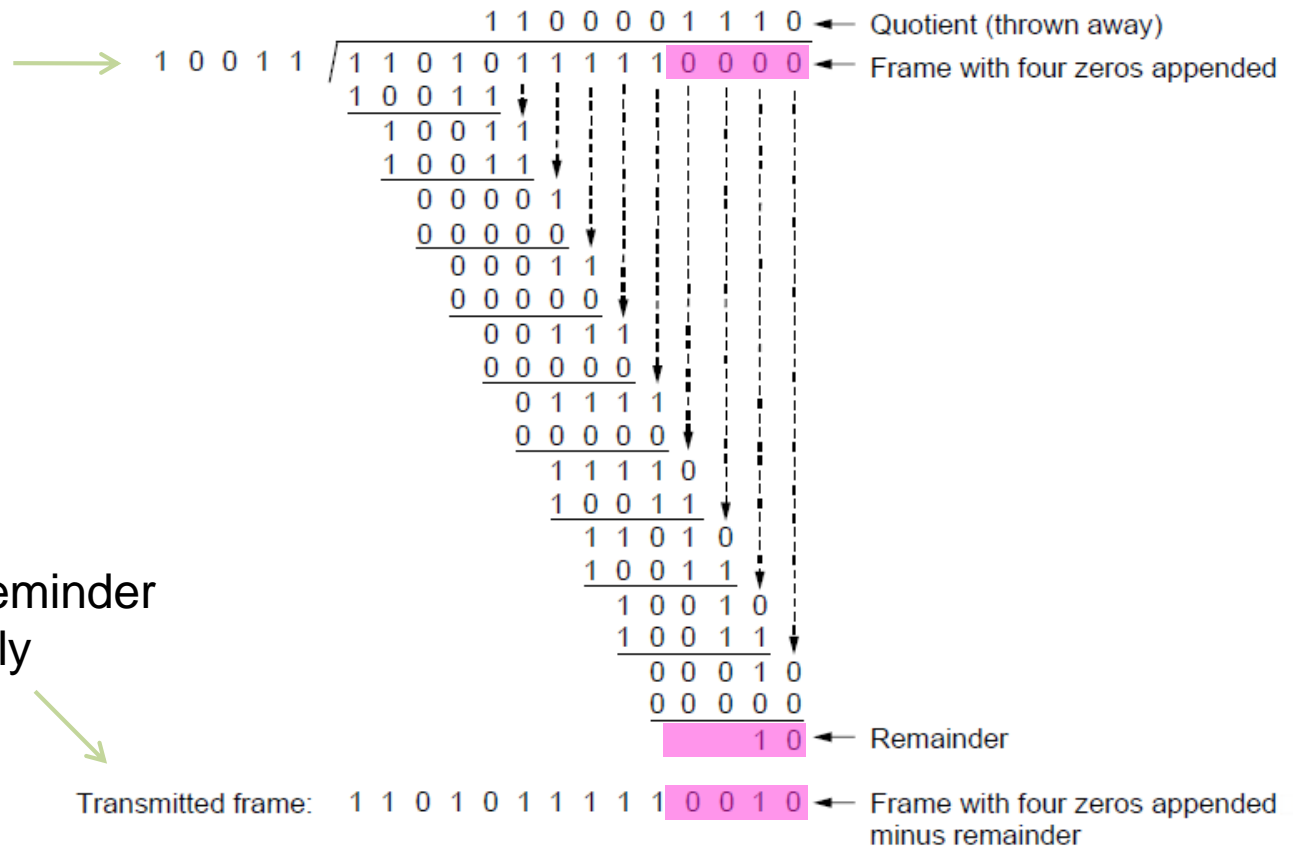 1 1 0 0 0 0 1 1 1 0 Quotient (thrown away)
1 0 0 1 1 1 1 0 1 0 1 1 1 1 1 0 0 0 0 Frame with four zeros appended
1 0 0 1 1
1 0 0 1 1
1 0 0 1 1
0 0 0 0 1
0 0 0 0 0
0 0 0 1 1
0 0 0 0 0
0 0 1 1 1
0 0 0 0 0
0 1 1 1 1
0 0 0 0 0
1 1 1 1 0
1 0 0 1 1
1 1 0 1 0
1 0 0 1 1
eminder
1 0 0 1 0
ly
1 0 0 1 1
0 0 0 1 0
0 0 0 0 0
1 0 Remainder
Transmitted frame: 1 1 0 1 0 1 1 1 1 1 0 0 1 0 Frame with four zeros appended
minus remainder